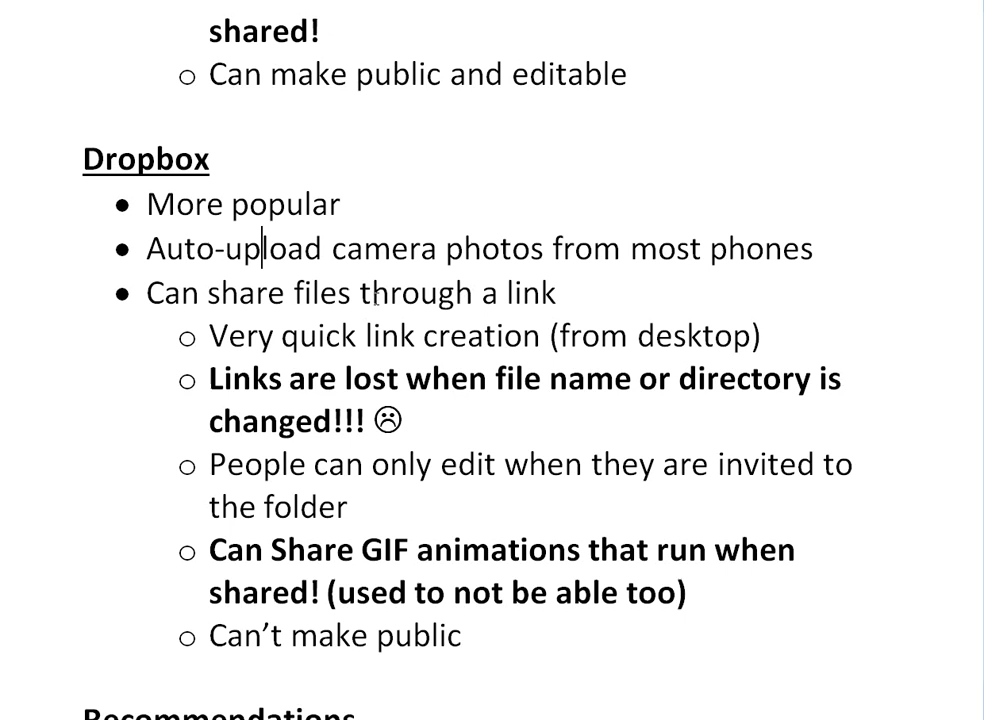 shared!
○ Can make public and editable
Dropbox
• More popular
• Auto-upload camera photos from most phones
• Can share files through a link
○ Very quick link creation (from desktop)
○ Links are lost when file name or directory is
changed!!! ☹
○ People can only edit when they are invited to
the folder
○ Can Share GIF animations that run when
shared! (used to not be able too)
○ Can’t make public
Recommendations